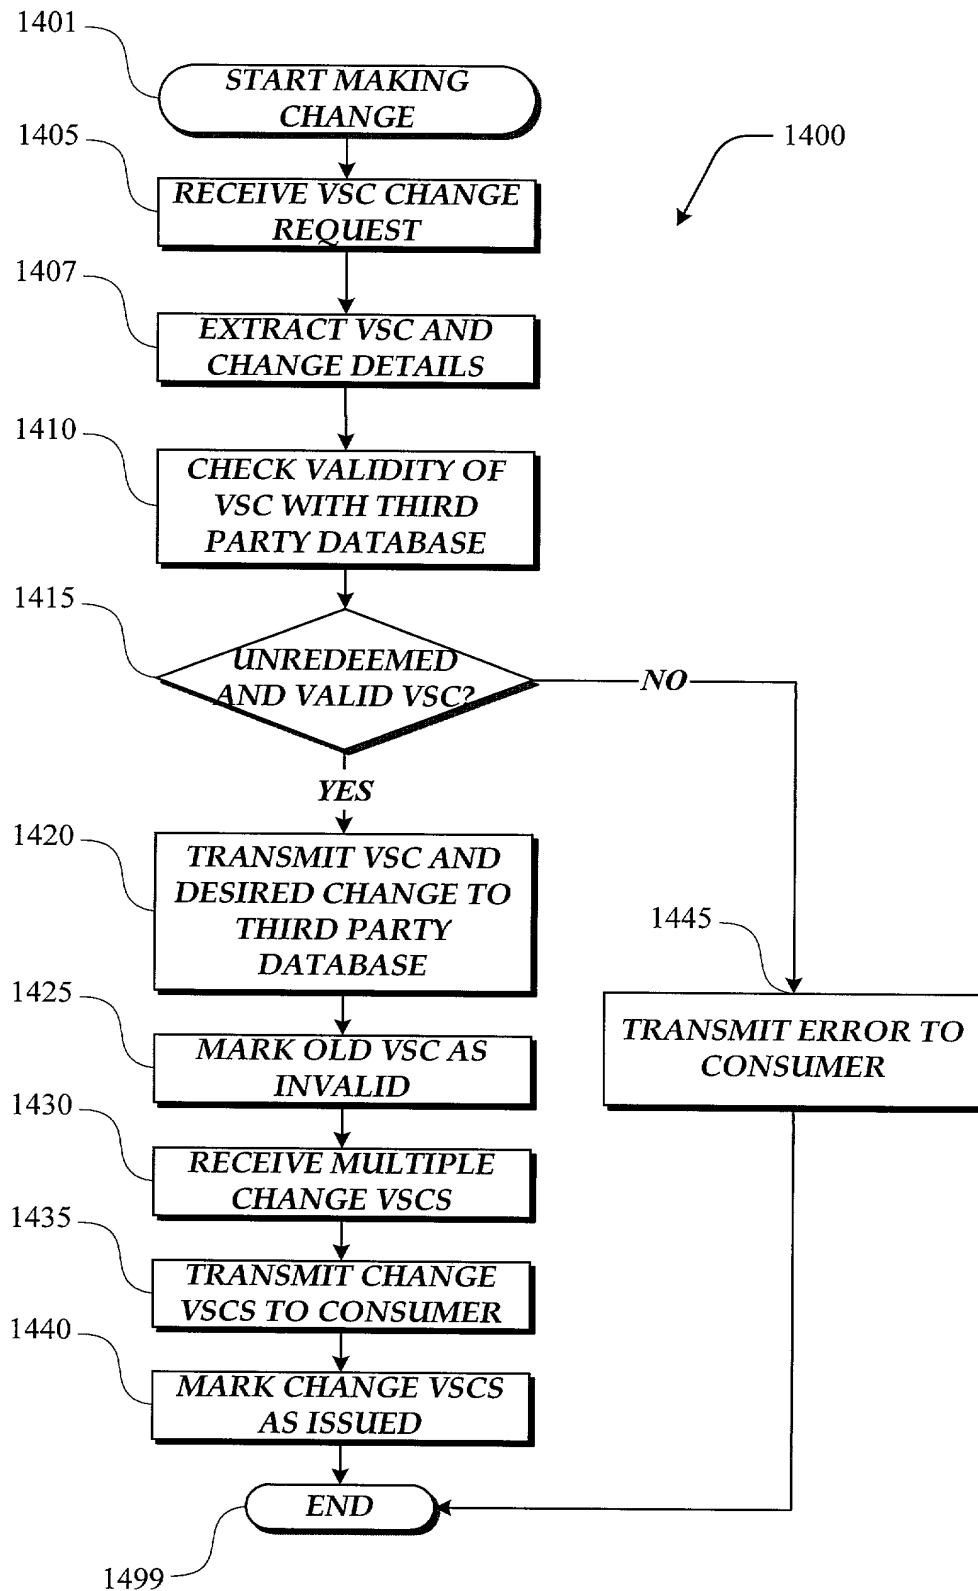 1401
START MAKING
CHANGE
1400
1405
RECEIVE VSC CHANGE
REQUEST
1407
EXTRACT VSC AND
CHANGE DETAILS
1410
CHECK VALIDITY OF
VSC WITH THIRD
PARTY DATABASE
1415
UNREDEEMED
AND VALID VSC?
NO
YES
1420
TRANSMIT VSC AND
DESIRED CHANGE TO
THIRD PARTY
DATABASE
1445
TRANSMIT ERROR TO
CONSUMER
1425
MARK OLD VSC AS
INVALID
1430
RECEIVE MULTIPLE
CHANGE VSCS
1435
TRANSMIT CHANGE
VSCS TO CONSUMER
1440
MARK CHANGE VSCS
AS ISSUED
END
1499